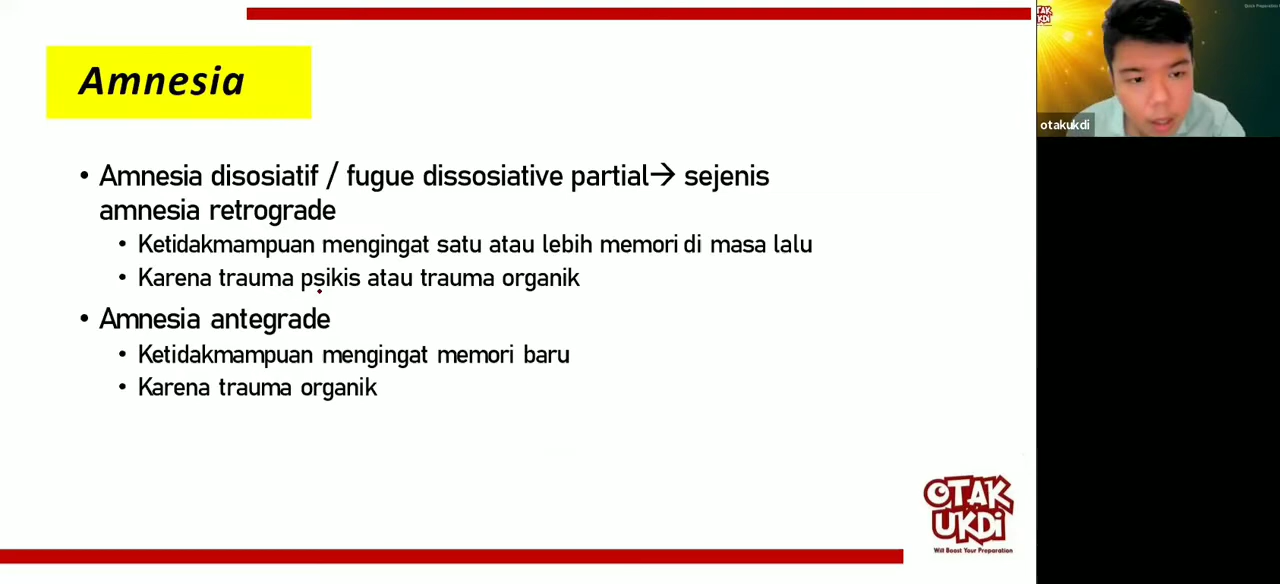 Amnesia
• Amnesia disosiatif / fugue dissosiative partial→ sejenis
amnesia retrograde
• Ketidakmampuan mengingat satu atau lebih memori di masa lalu
• Karena trauma psikis atau trauma organik
• Amnesia antegrade
• Ketidakmampuan mengingat memori baru
• Karena trauma organik
OTAK
UKDi
Will Boost Your Preparation
OTAK
UKDI
otakukdi